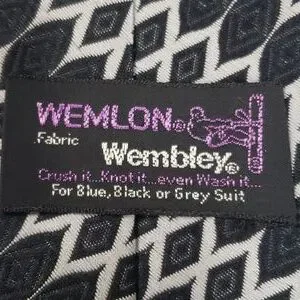 WEMLON®
Fabric
Wembley®
Crush it...Knot it...even Wash it...
For Blue, Black or Grey Suit